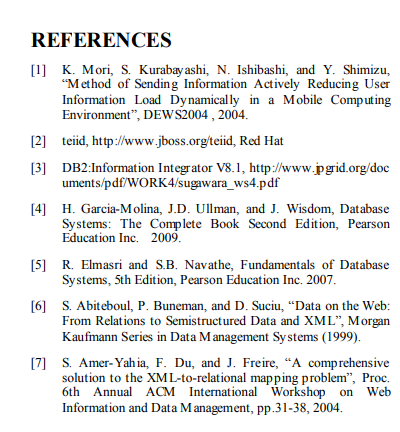 REFERENCES
[1] K. Mori, S. Kurabayashi, N. Ishibashi, and Y. Shimizu,
“Method of Sending Information Actively Reducing User
Information Load Dynamically in a Mobile Computing
Environment”, DEWS2004 , 2004.
[2] teiid, http://www.jboss.org/teiid, Red Hat
[3] DB2:Information Integrator V8.1, http://www.jpgrid.org/doc
uments/pdf/WORK4/sugawara_ws4.pdf
[4] H. Garcia-Molina, J.D. Ullman, and J. Wisdom, Database
Systems: The Complete Book Second Edition, Pearson
Education Inc. 2009.
[5] R. Elmasri and S.B. Navathe, Fundamentals of Database
Systems, 5th Edition, Pearson Education Inc. 2007.
[6] S. Abiteboul, P. Buneman, and D. Suciu, “Data on the Web:
From Relations to Semistructured Data and XML”, Morgan
Kaufmann Series in Data Management Systems (1999).
[7] S. Amer-Yahia, F. Du, and J. Freire, “A comprehensive
solution to the XML-to-relational mapping problem”, Proc.
6th Annual ACM International Workshop on Web
Information and Data Management, pp.31-38, 2004.